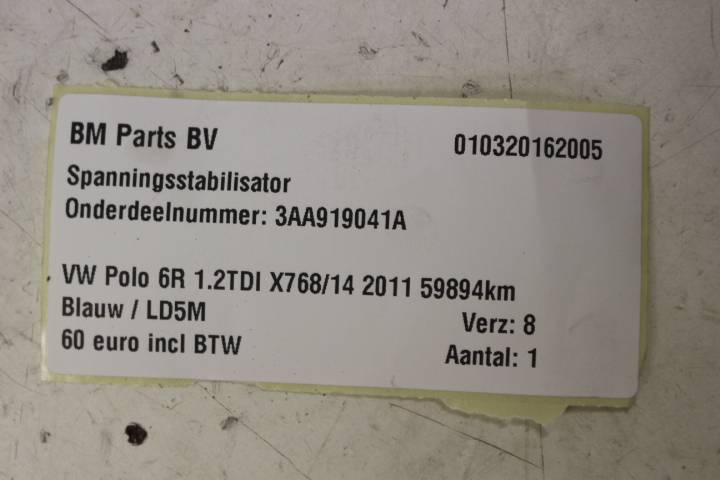 BM Parts BV 010320162005
Spanningsstabilisator
Onderdeelnummer: 3AA919041A
VW Polo 6R 1.2TDI X768/14 2011 59894km
Blauw / LD5M Verz: 8
60 euro incl BTW Aantal: 1